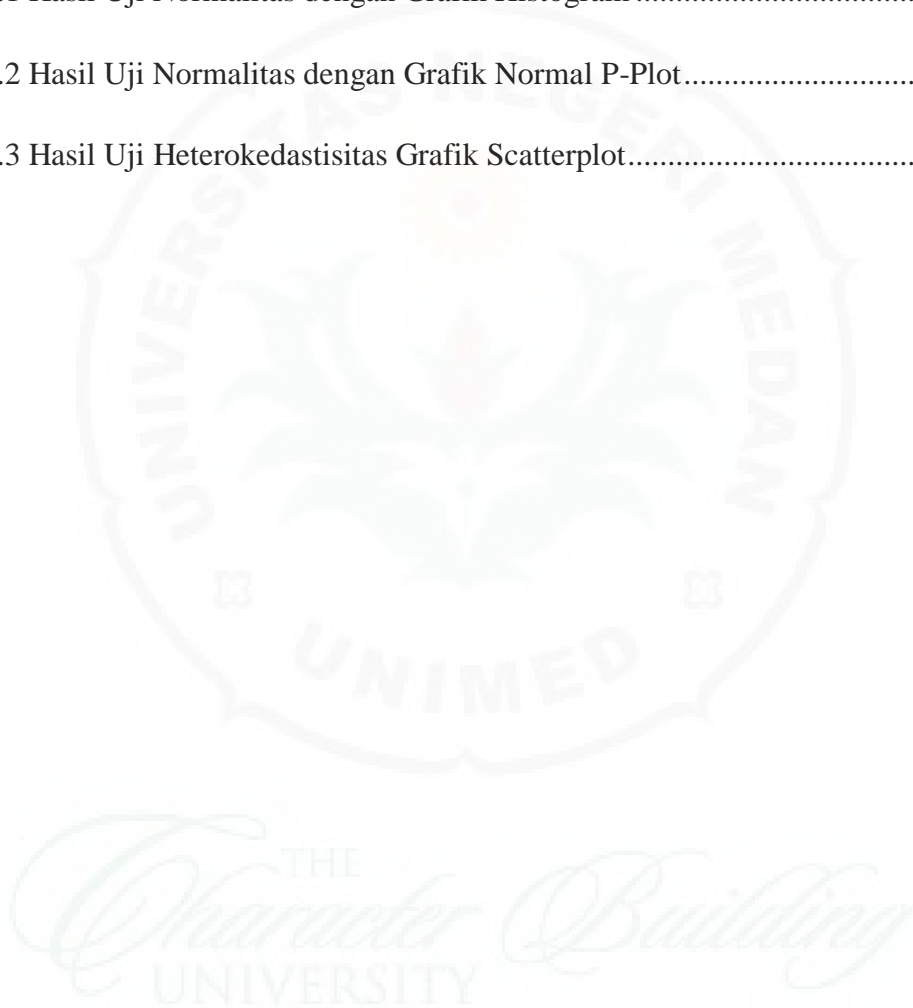 .1 Hasil Uji Normalitas dengan Grafik Histogram..............................
.2 Hasil Uji Normalitas dengan Grafik Normal P-Plot.........................
.3 Hasil Uji Heterokedastisitas Grafik Scatterplot...............................
UNIVERSITAS NEGERI MEDAN
UNIMED
THE
Character Building
UNIVERSITY